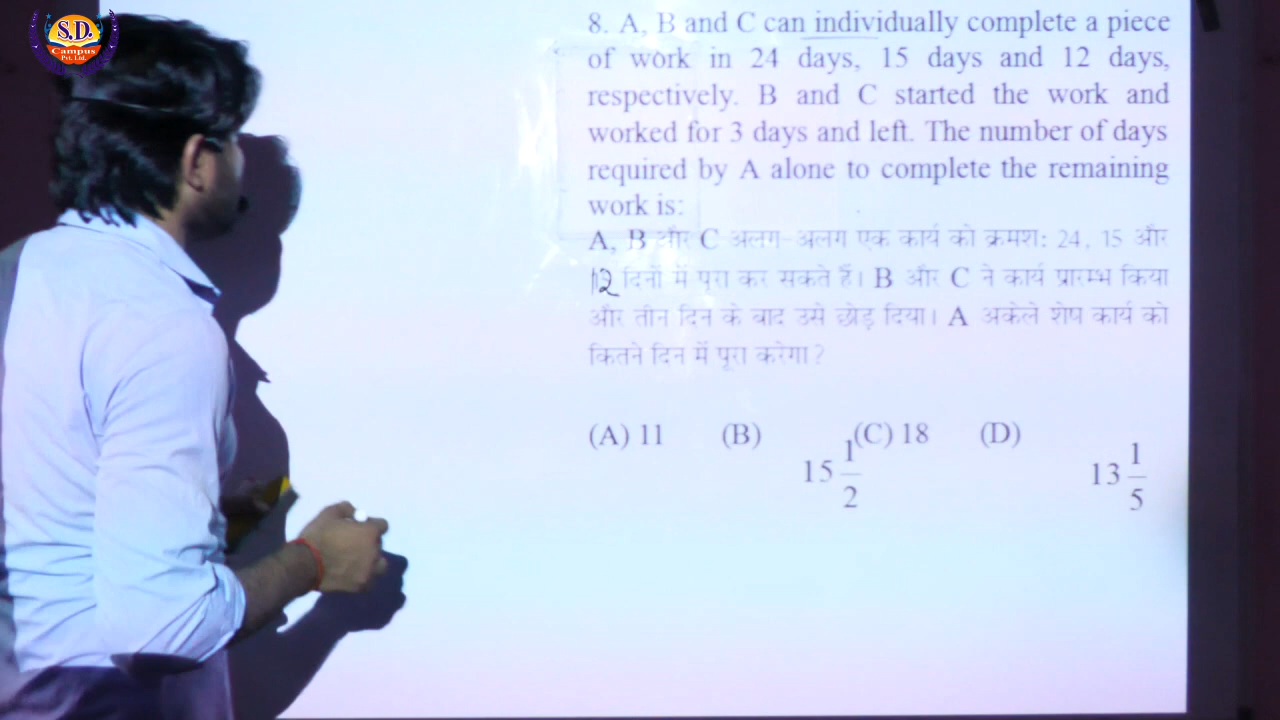 S.D.
Campus
Pvt. Ltd.
8. A, B and C can individually complete a piece
of work in 24 days, 15 days and 12 days,
respectively. B and C started the work and
worked for 3 days and left. The number of days
required by A alone to complete the remaining
work is:
A, B और C अलग-अलग एक कार्य को क्रमश: 24, 15 और
12 दिनों में पूरा कर सकते हैं। B और C ने कार्य प्रारम्भ किया
और तीन दिन के बाद उसे छोड़ दिया। A अकेले शेष कार्य को
कितने दिन में पूरा करेगा?
(A) 11 (B) 15 1/2 (C) 18 (D) 13 1/5